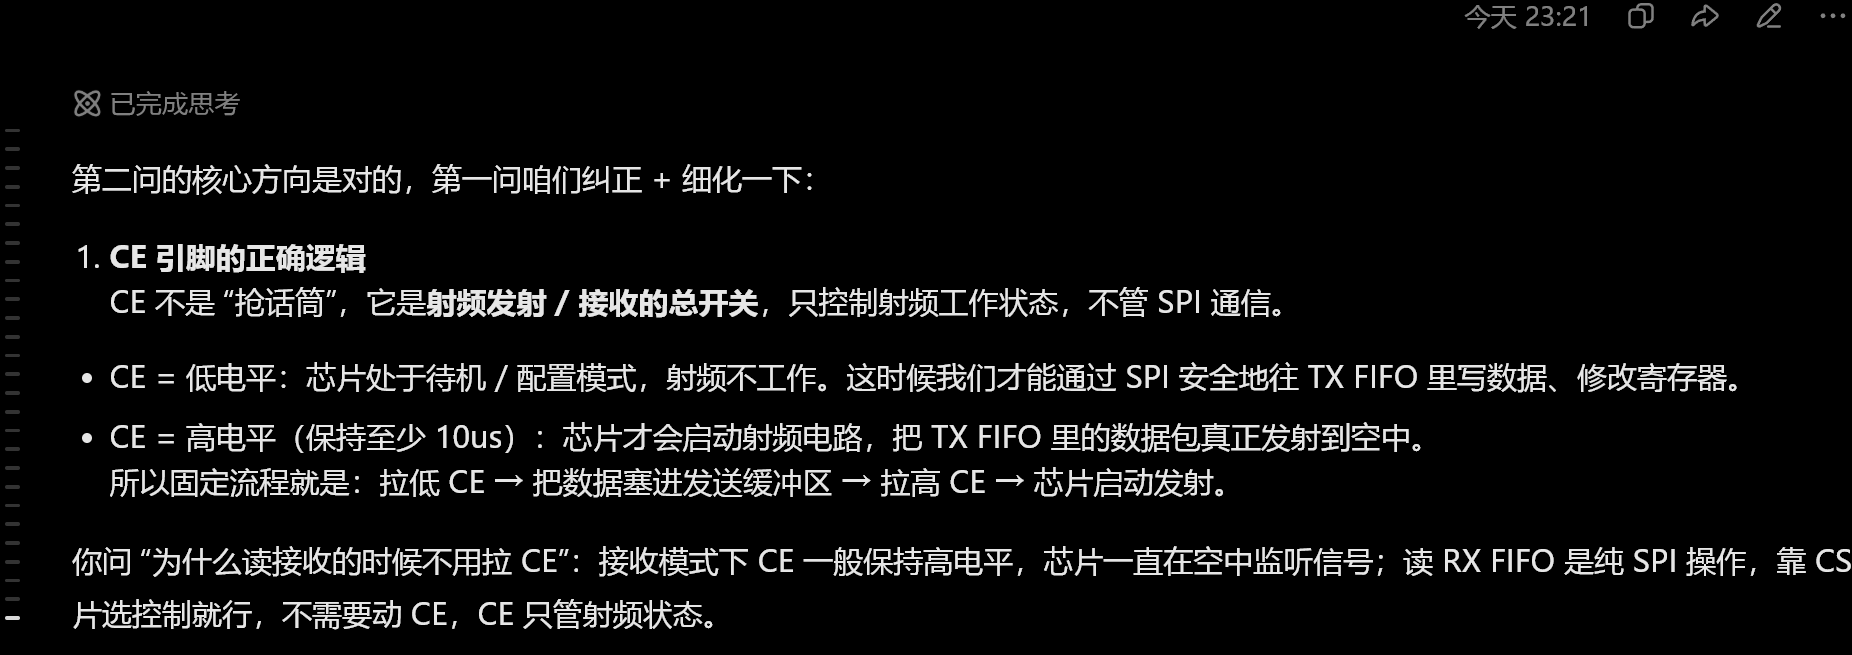 今天 23:21
已完成思考
第二问的核心方向是对的，第一问咱们纠正 + 细化一下：
1. CE 引脚的正确逻辑
CE 不是 “抢话筒”，它是射频发射 / 接收的总开关，只控制射频工作状态，不管 SPI 通信。
• CE = 低电平：芯片处于待机 / 配置模式，射频不工作。这时候我们才能通过 SPI 安全地往 TX FIFO 里写数据、修改寄存器。
• CE = 高电平（保持至少 10us）：芯片才会启动射频电路，把 TX FIFO 里的数据包真正发射到空中。
所以固定流程就是：拉低 CE → 把数据塞进发送缓冲区 → 拉高 CE → 芯片启动发射。
你问 “为什么读接收的时候不用拉 CE”：接收模式下 CE 一般保持高电平，芯片一直在空中监听信号；读 RX FIFO 是纯 SPI 操作，靠 CS
片选控制就行，不需要动 CE，CE 只管射频状态。